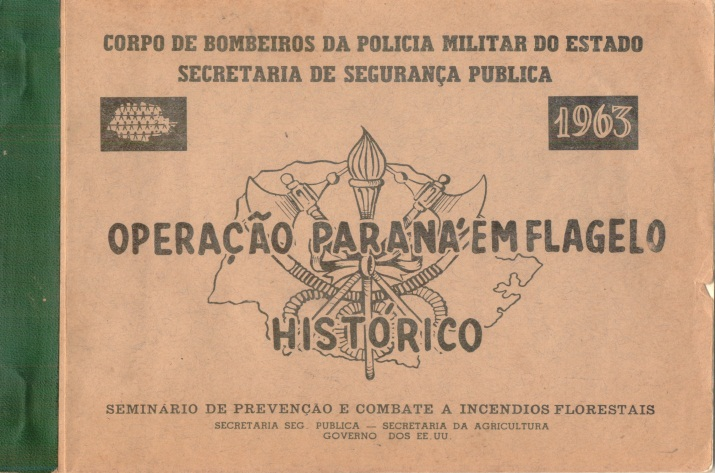 CORPO DE BOMBEIROS DA POLICIA MILITAR DO ESTADO
SECRETARIA DE SEGURANÇA PUBLICA
1963
OPERAÇÃO PARANÁ EM FLAGELO
HISTÓRICO
SEMINÁRIO DE PREVENÇÃO E COMBATE A INCENDIOS FLORESTAIS
SECRETARIA SEG. PUBLICA — SECRETARIA DA AGRICULTURA
GOVERNO DOS EE.UU.